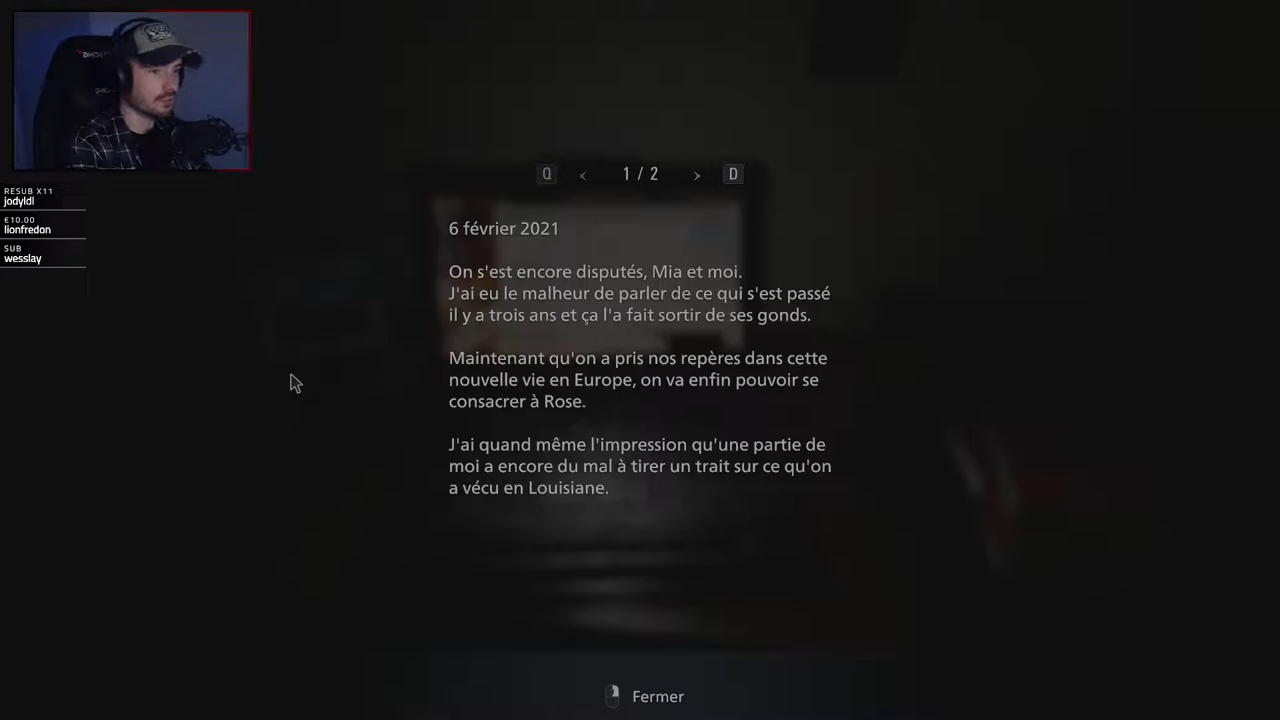 RESUB X11
jodyldl
€10.00
lionfredon
SUB
wesslay
Q < 1 / 2 > D
6 février 2021
On s'est encore disputés, Mia et moi.
J'ai eu le malheur de parler de ce qui s'est passé
il y a trois ans et ça l'a fait sortir de ses gonds.
Maintenant qu'on a pris nos repères dans cette
nouvelle vie en Europe, on va enfin pouvoir se
consacrer à Rose.
J'ai quand même l'impression qu'une partie de
moi a encore du mal à tirer un trait sur ce qu'on
a vécu en Louisiane.
Fermer